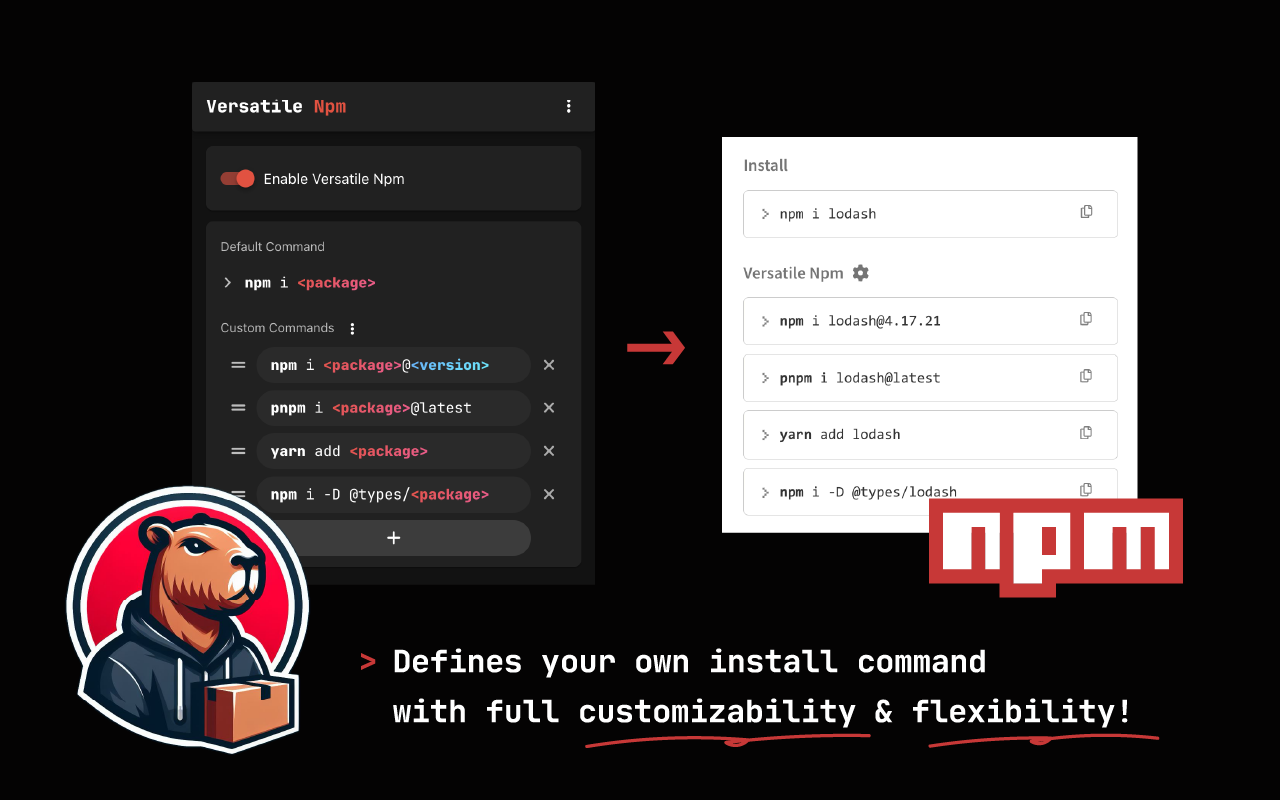 Versatile Npm
Enable Versatile Npm
Default Command
npm i <package>
Custom Commands
npm i <package>@<version>
pnpm i <package>@latest
yarn add <package>
npm i -D @types/<package>
+
Install
> npm i lodash
Versatile Npm
> npm i lodash@4.17.21
> pnpm i lodash@latest
> yarn add lodash
> npm i -D @types/lodash
npm
> Defines your own install command
with full customizability & flexibility!